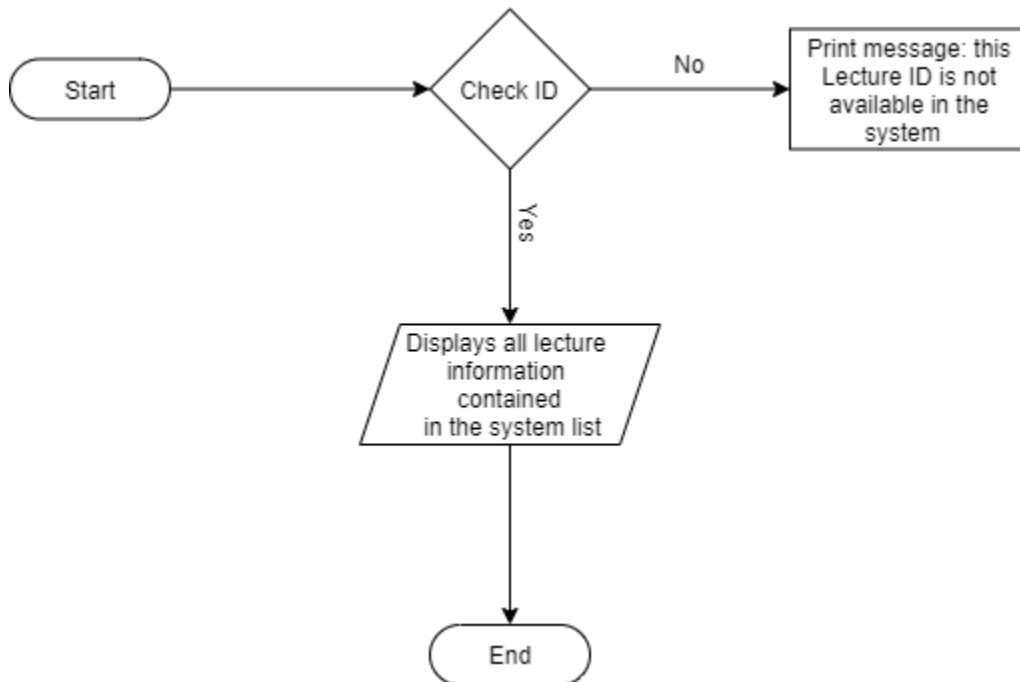 Start
Check ID
No
Print message: this
Lecture ID is not
available in the
system
Yes
Displays all lecture
information
contained
in the system list
End